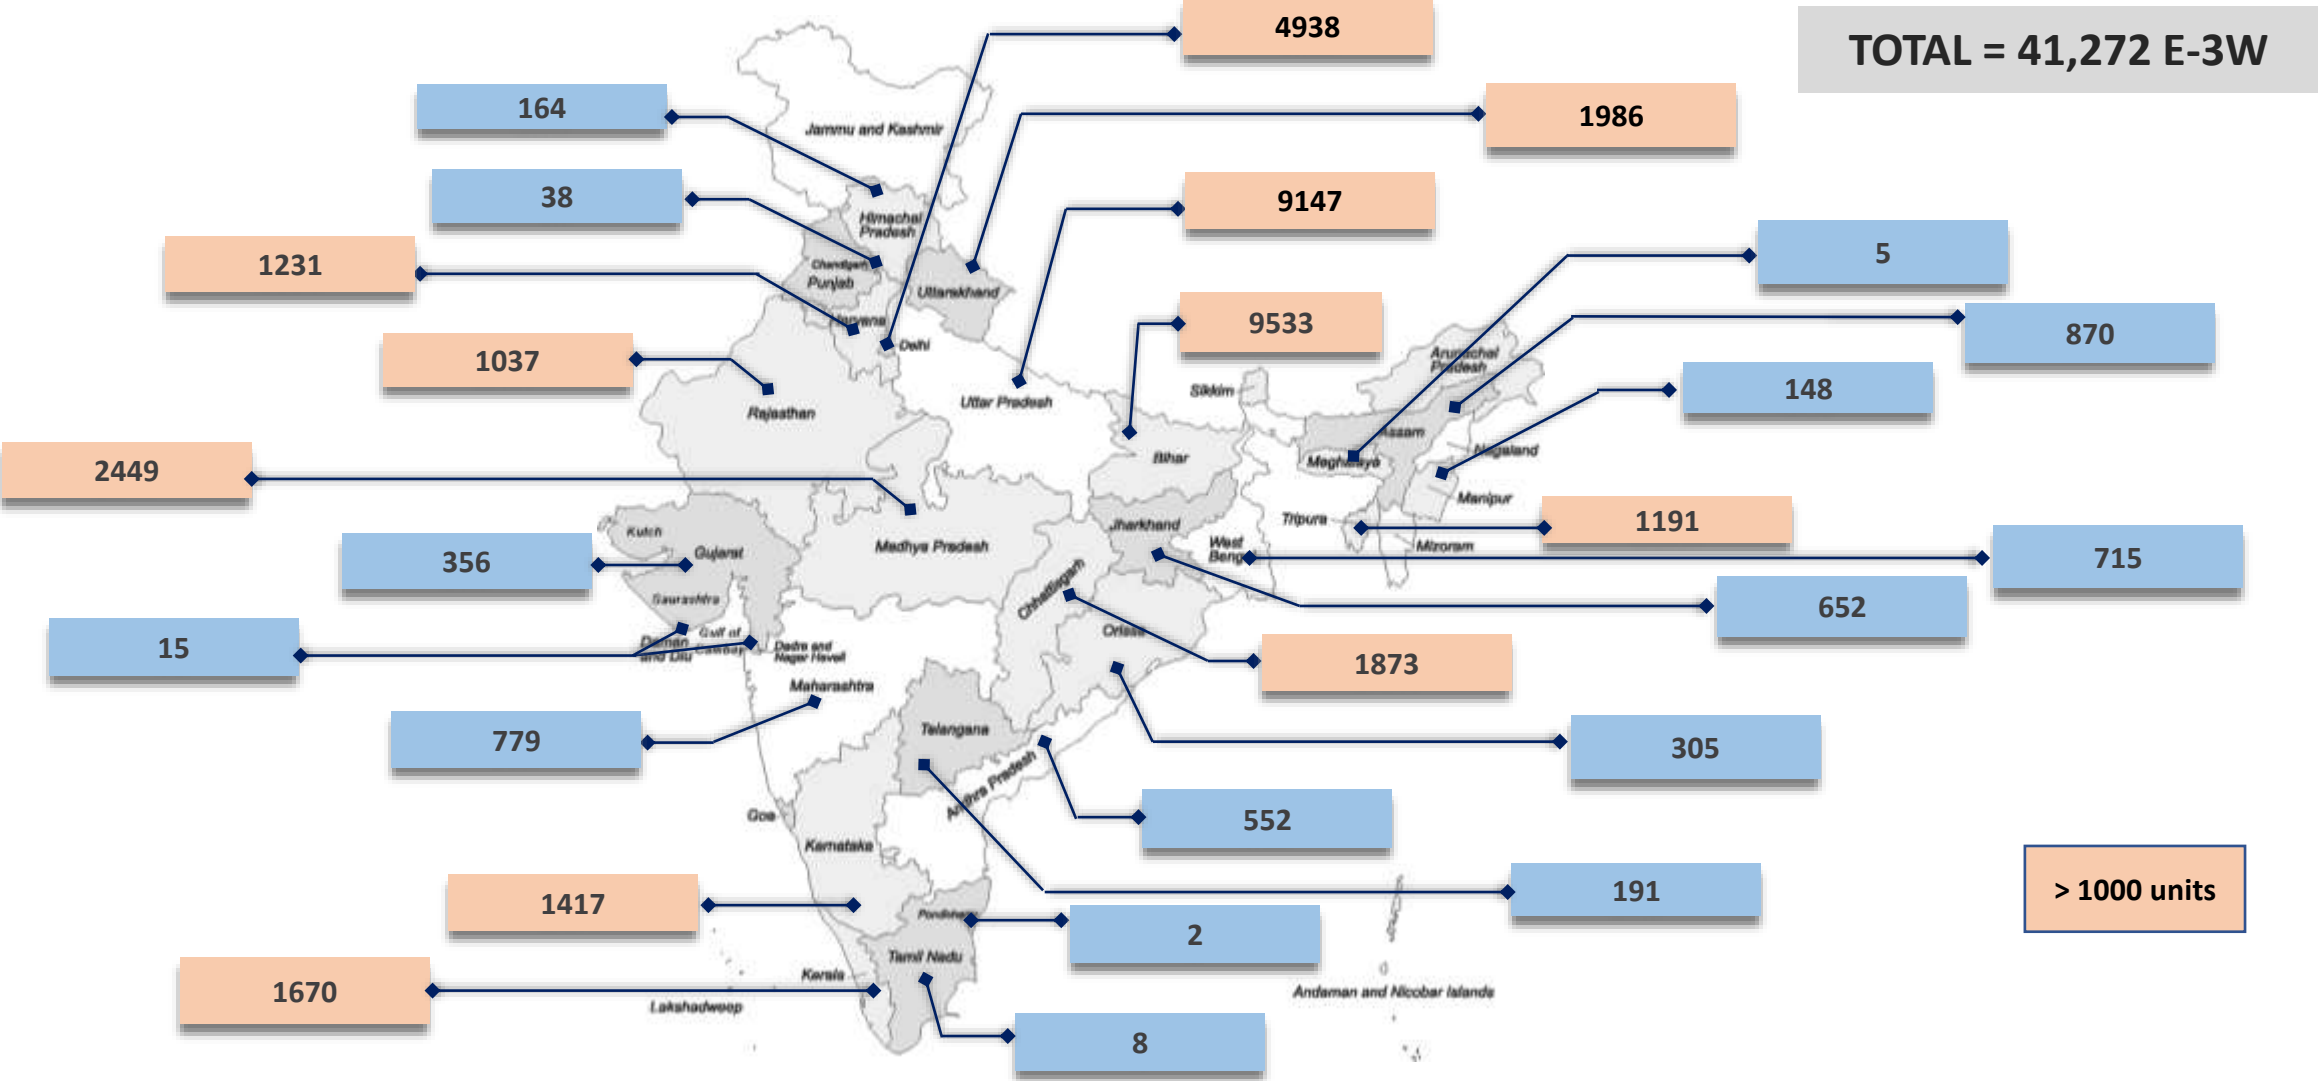 4938
TOTAL = 41,272 E-3W
164
1986
Jammu and Kashmir
38
9147
Himachal
Pradesh
1231
5
Chandigarh
Punjab
Uttarakhand
870
9533
Haryana
1037
Delhi
Arunachal
Pradesh
148
Sikkim
Uttar Pradesh
Rajasthan
Assam
Nagaland
Bihar
Meghalaya
2449
Manipur
Tripura
1191
Jharkhand
Kutch
Gujarat
Madhya Pradesh
West
Beng
Mizoram
715
356
Chhattisgarh
Saurashtra
652
Orissa
15
Daman
and Diu
Gulf of
Cambay
Dadra and
Nagar Haveli
1873
Maharashtra
779
Telangana
305
Andhra Pradesh
Goa
552
Karnataka
191
> 1000 units
1417
Pondicherry
2
Tamil Nadu
Kerala
1670
Lakshadweep
Andaman and Nicobar Islands
8